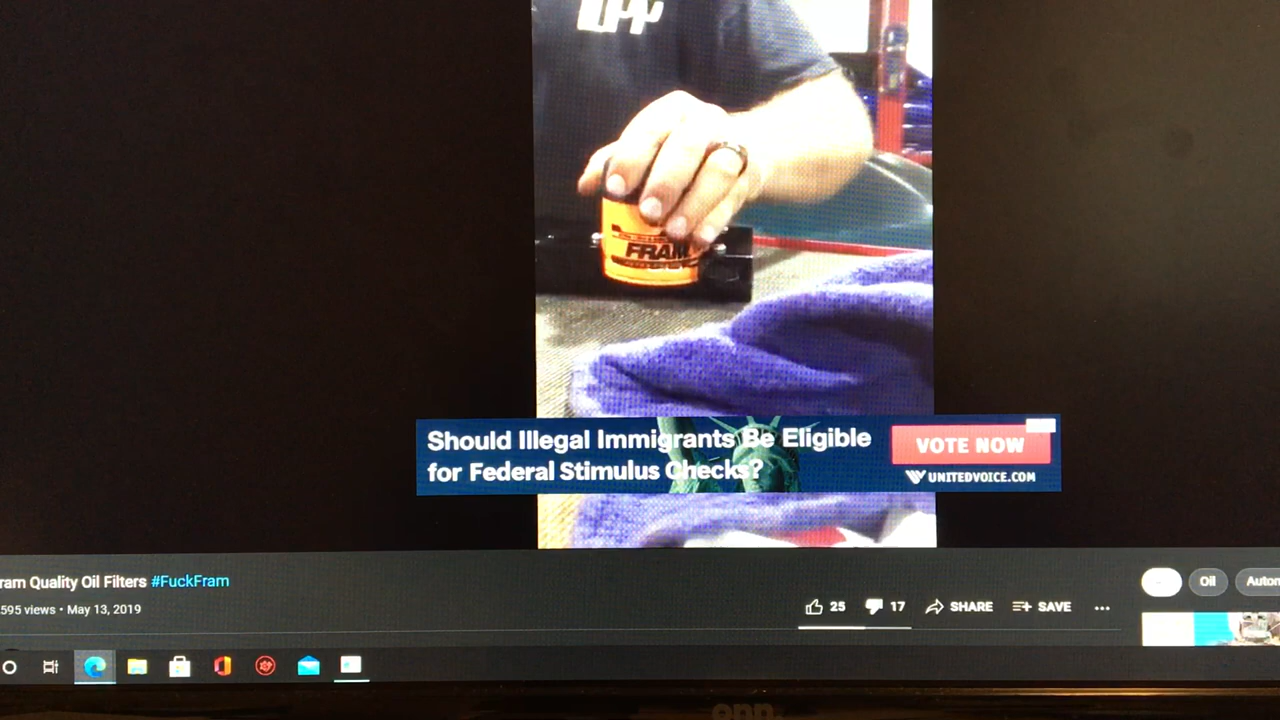 FRAM
Should Illegal Immigrants Be Eligible
for Federal Stimulus Checks?
VOTE NOW
UNITEDVOICE.COM
ram Quality Oil Filters #FuckFram
595 views • May 13, 2019
25
17
SHARE
SAVE
Oil
Auton